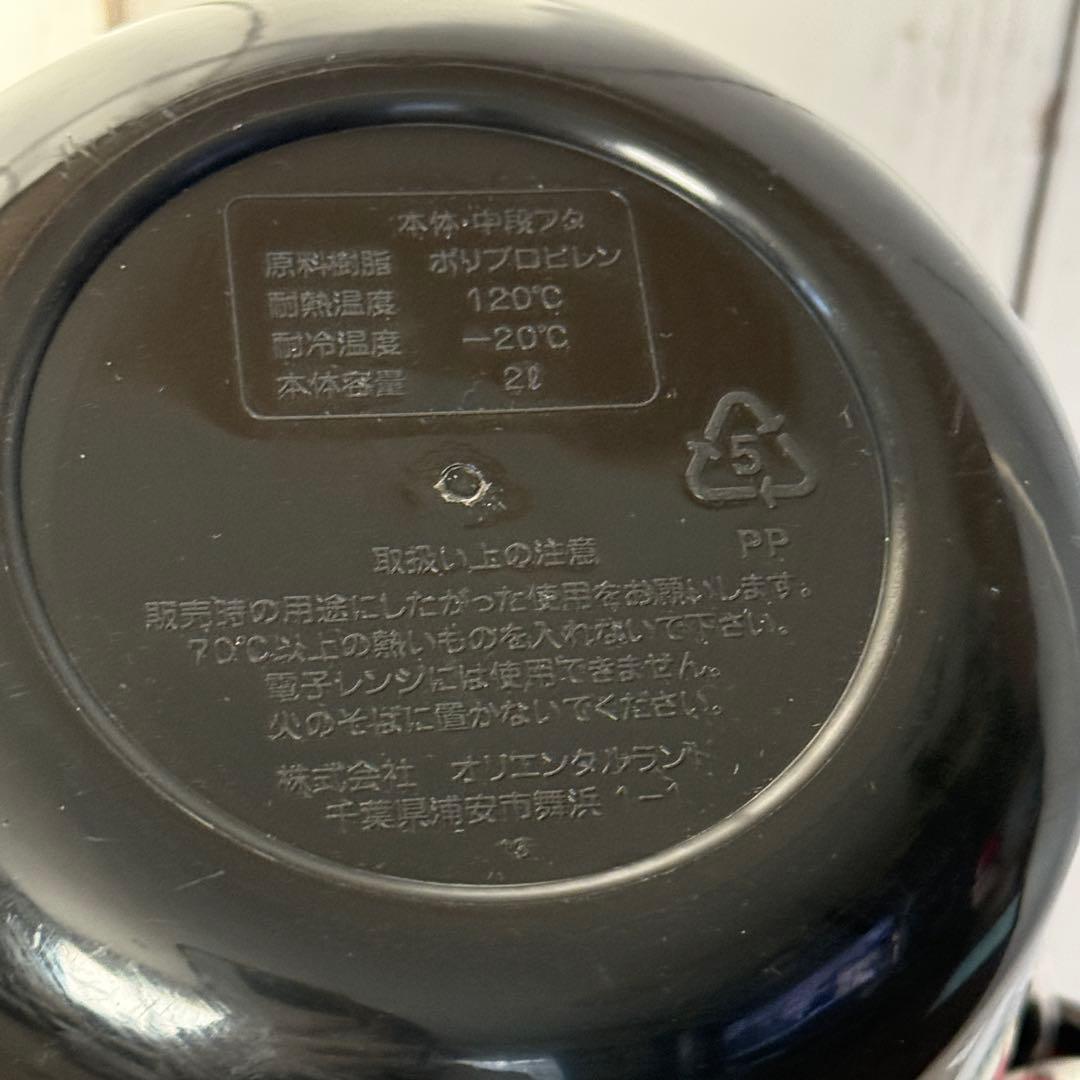 本体・中段フタ
原料樹脂 ポリプロピレン
耐熱温度 120℃
耐冷温度 −20℃
本体容量 2ℓ
5
PP
取扱い上の注意
販売時の用途にしたがった使用をお願いします。
70℃以上の熱いものを入れないで下さい。
電子レンジには使用できません。
火のそばに置かないでください。
株式会社 オリエンタルランド
千葉県浦安市舞浜 1−1